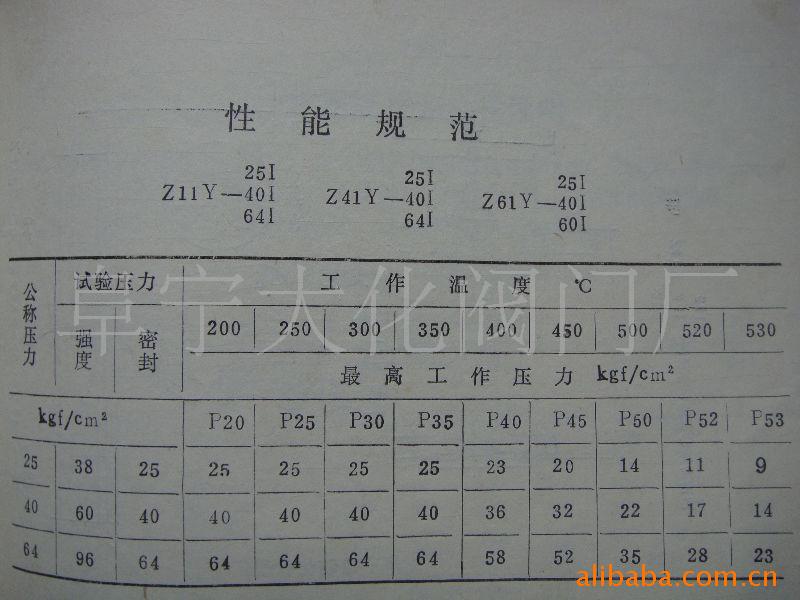 性能规范
25I 25I 25I
Z11Y—40I Z41Y—40I Z61Y—40I
64I 64I 60I
公称压力 试验压力 工作温度 ℃
强度 密封 200 250 300 350 400 450 500 520 530
最高工作压力 kgf/cm²
kgf/cm² P20 P25 P30 P35 P40 P45 P50 P52 P53
25 38 25 25 25 25 25 23 20 14 11 9
40 60 40 40 40 40 40 36 32 22 17 14
64 96 64 64 64 64 64 58 52 35 28 23
阜宁大化阀门厂
alibaba.com.cn